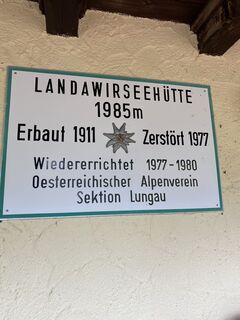 LANDAWIRSEEHÜTTE
1985m
Erbaut 1911 Zerstört 1977
Wiedererrichtet 1977-1980
Oesterreichischer Alpenverein
Sektion Lungau